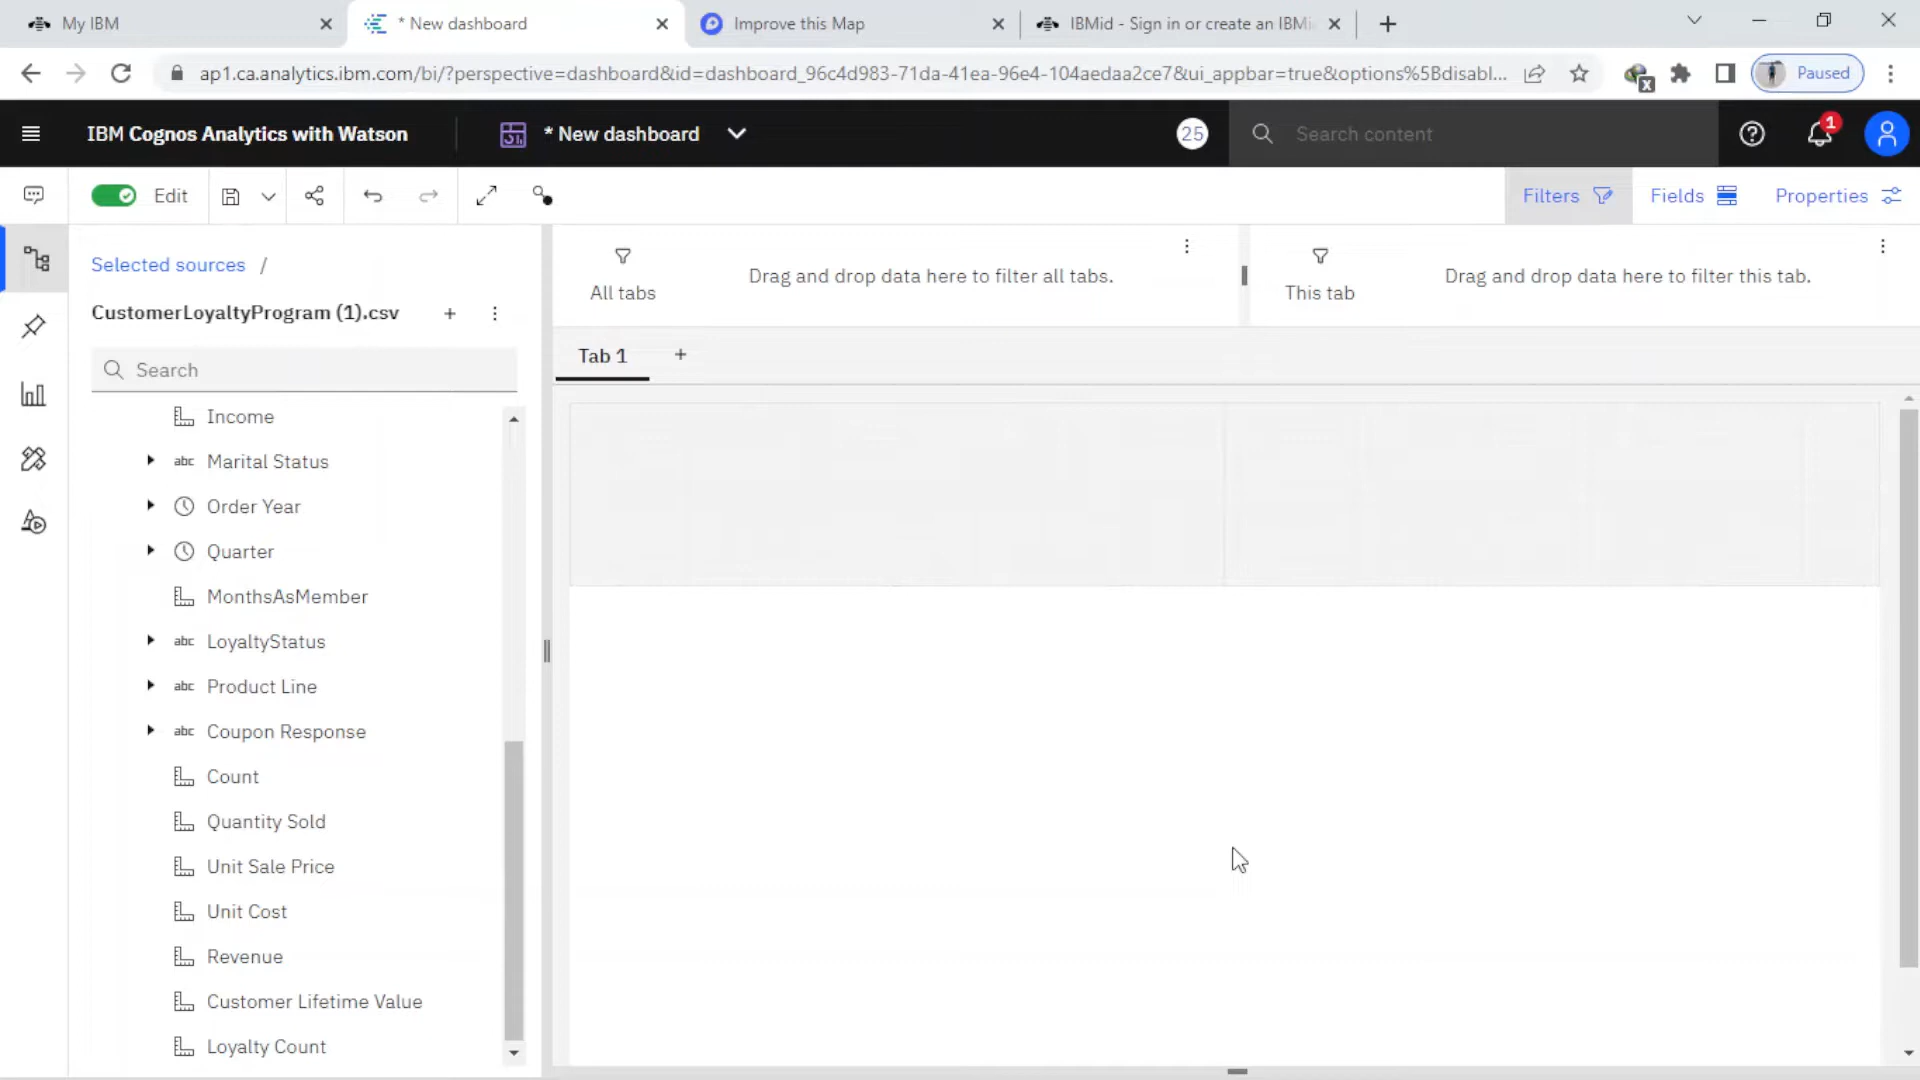 My IBM
* New dashboard
Improve this Map
IBMid - Sign in or create an IBMi
ap1.ca.analytics.ibm.com/bi/?perspective=dashboard&id=dashboard_96c4d983-71da-41ea-96e4-104aedaa2ce7&ui_appbar=true&options%5Bdisabl...
Paused
IBM Cognos Analytics with Watson
* New dashboard
25
Search content
1
Edit
Filters
Fields
Properties
Selected sources /
CustomerLoyaltyProgram (1).csv
Search
Income
abc Marital Status
Order Year
Quarter
MonthsAsMember
abc LoyaltyStatus
abc Product Line
abc Coupon Response
Count
Quantity Sold
Unit Sale Price
Unit Cost
Revenue
Customer Lifetime Value
Loyalty Count
All tabs
Drag and drop data here to filter all tabs.
This tab
Drag and drop data here to filter this tab.
Tab 1